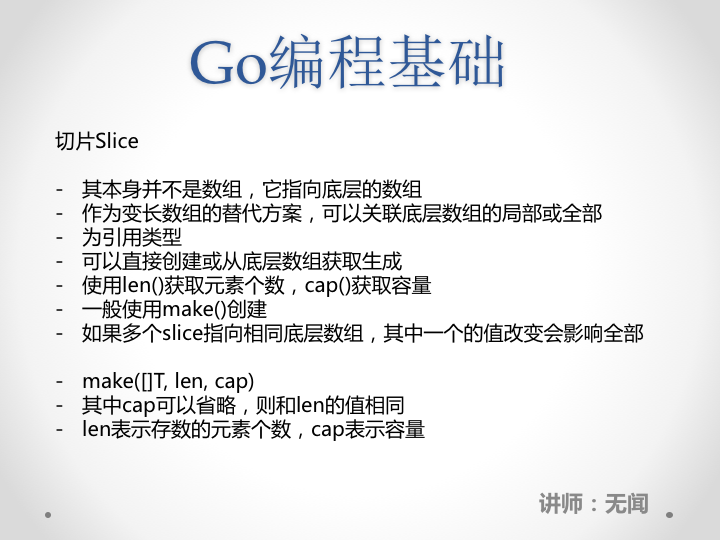 Go编程基础
切片Slice
- 其本身并不是数组，它指向底层的数组
- 作为变长数组的替代方案，可以关联底层数组的局部或全部
- 为引用类型
- 可以直接创建或从底层数组获取生成
- 使用len()获取元素个数，cap()获取容量
- 一般使用make()创建
- 如果多个slice指向相同底层数组，其中一个的值改变会影响全部
- make([]T, len, cap)
- 其中cap可以省略，则和len的值相同
- len表示存数的元素个数，cap表示容量
讲师：无闻